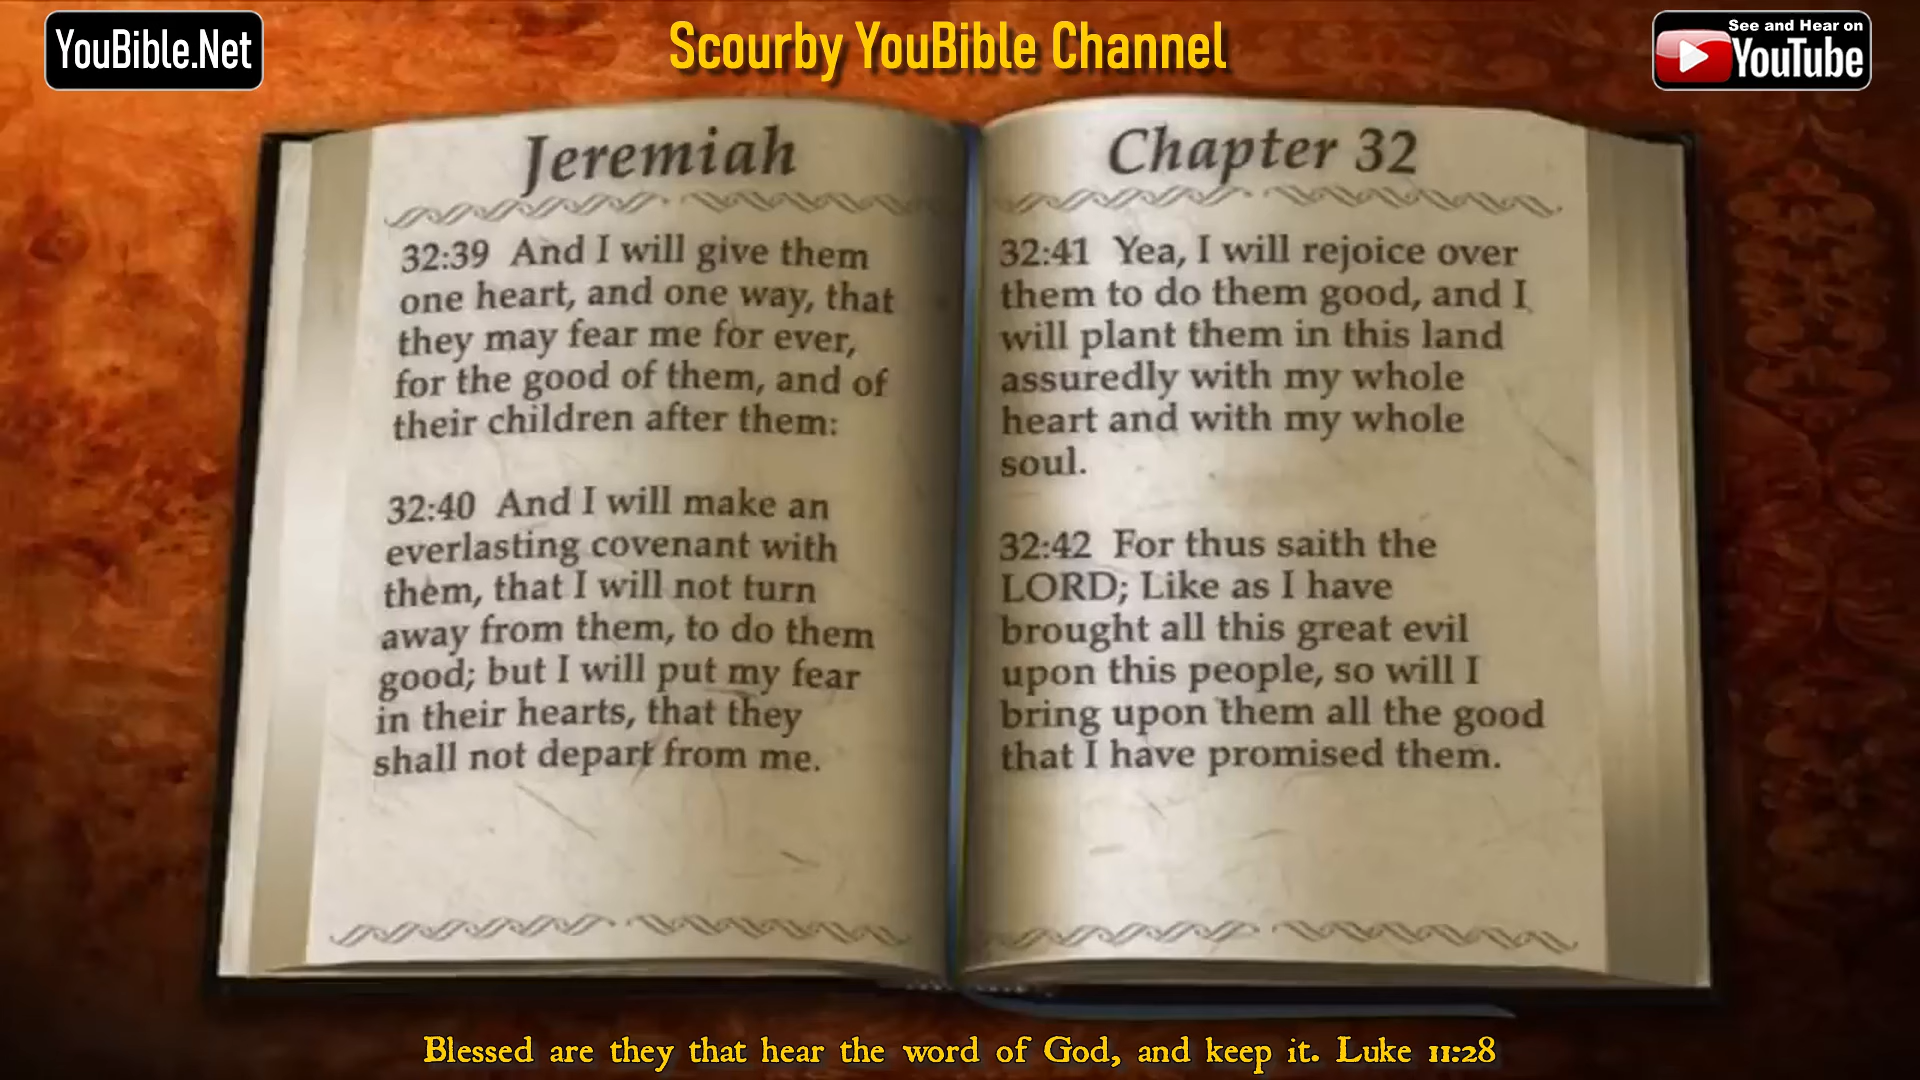 YouBible.Net
Scourby YouBible Channel
See and Hear on
YouTube
Jeremiah
32:39 And I will give them
one heart, and one way, that
they may fear me for ever,
for the good of them, and of
their children after them:
32:40 And I will make an
everlasting covenant with
them, that I will not turn
away from them, to do them
good; but I will put my fear
in their hearts, that they
shall not depart from me.
Chapter 32
32:41 Yea, I will rejoice over
them to do them good, and I
will plant them in this land
assuredly with my whole
heart and with my whole
soul.
32:42 For thus saith the
LORD; Like as I have
brought all this great evil
upon this people, so will I
bring upon them all the good
that I have promised them.
Blessed are they that hear the word of God, and keep it. Luke 11:28